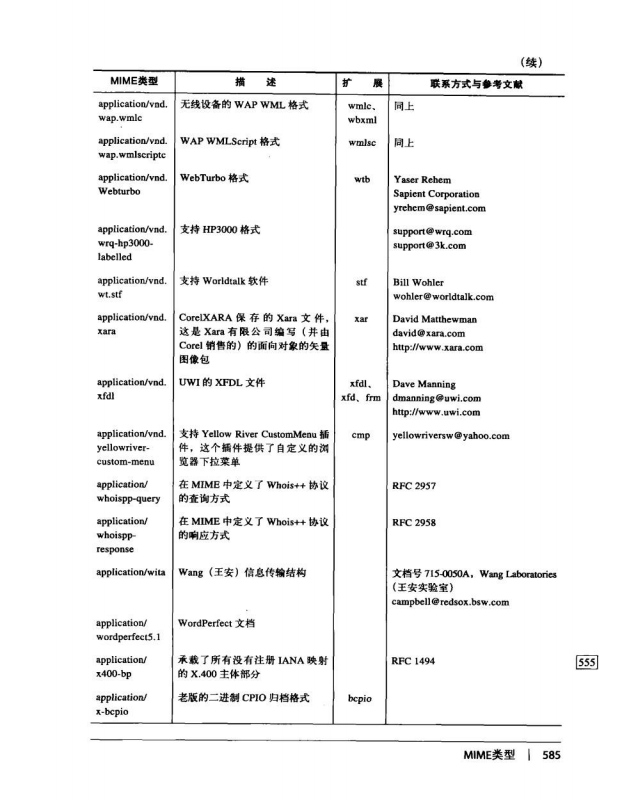 （续）
MIME类型 描 述 扩 展 联系方式与参考文献
application/vnd. 无线设备的 WAP WML 格式 wmlc、 同上
wap.wmlc wbxml
application/vnd. WAP WMLScript 格式 wmlsc 同上
wap.wmlscriptc
application/vnd. WebTurbo 格式 wtb Yaser Rehem
Webturbo Sapient Corporation
yrehem@sapient.com
application/vnd. 支持 HP3000 格式 support@wrq.com
wrq-hp3000- support@3k.com
labelled
application/vnd. 支持 Worldtalk 软件 stf Bill Wohler
wt.stf wohler@worldtalk.com
application/vnd. CorelXARA 保 存 的 Xara 文 件， xar David Matthewman
xara 这 是 Xara 有 限 公 司 编 写（ 并 由 david@xara.com
Corel 销售的）的面向对象的矢量 http://www.xara.com
图像包
application/vnd. UWI 的 XFDL 文件 xfdl、 Dave Manning
xfdl xfd、frm dmanning@uwi.com
http://www.uwi.com
application/vnd. 支持 Yellow River CustomMenu 插 cmp yellowriversw@yahoo.com
yellowriver- 件，这个插件提供了自定义的浏
custom-menu 览器下拉菜单
application/ 在 MIME 中定义了 Whois++ 协议 RFC 2957
whoispp-query 的查询方式
application/ 在 MIME 中定义了 Whois++ 协议 RFC 2958
whoispp- 的响应方式
response
application/wita Wang（王安）信息传输结构 文档号 715-0050A，Wang Laboratories
（王安实验室）
campbell@redsox.bsw.com
application/ WordPerfect 文档
wordperfect5.1
application/ 承载了所有没有注册 IANA 映射 RFC 1494
x400-bp 的 X.400 主体部分
555
application/ 老版的二进制 CPIO 归档格式 bcpio
x-bcpio
MIME类型 | 585